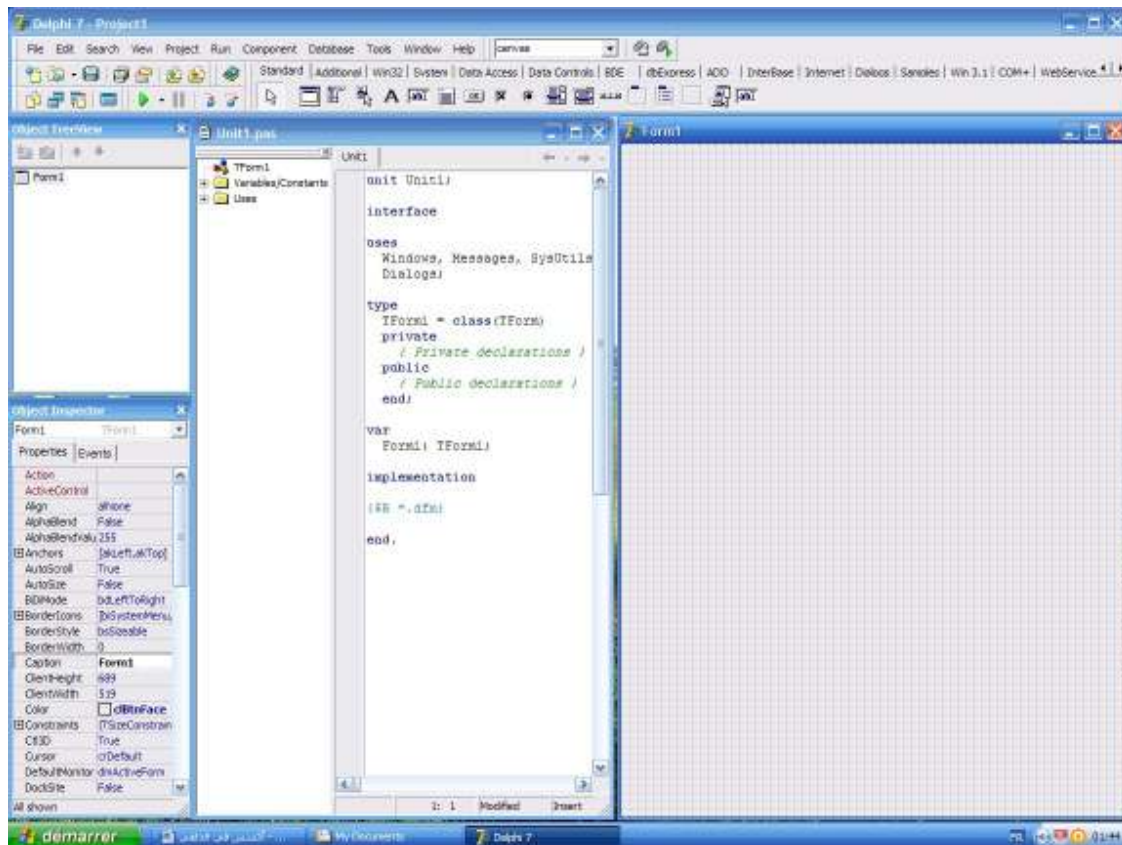 Delphi 7 - Project1
File Edit Search View Project Run Component Database Tools Window Help canvas
Standard Additional Win32 System Data Access Data Controls BDE dbExpress ADO InterBase Internet Dialogs Samples Win 3.1 COM+ WebService
Object TreeView
Form1
Unit1.pas
TForm1
Variables/Constants
Uses
Unit1
unit Unit1;
interface
uses
Windows, Messages, SysUtils
Dialogs;
type
TForm1 = class(TForm)
private
{ Private declarations }
public
{ Public declarations }
end;
var
Form1: TForm1;
implementation
{$R *.dfm}
end.
1: 1 Modified Insert
Form1
Object Inspector
Form1 TForm1
Properties Events
Action
ActiveControl
Align alNone
AlphaBlend False
AlphaBlendValu 255
Anchors [akLeft,akTop]
AutoScroll True
AutoSize False
BiDiMode bdLeftToRight
BorderIcons [biSystemMenu,
BorderStyle bsSizeable
BorderWidth 0
Caption Form1
ClientHeight 689
ClientWidth 519
Color clBtnFace
Constraints (TSizeConstrain
Ctl3D True
Cursor crDefault
DefaultMonitor dmActiveForm
DockSite False
All shown
démarrer My Documents Delphi 7 FR 01:44